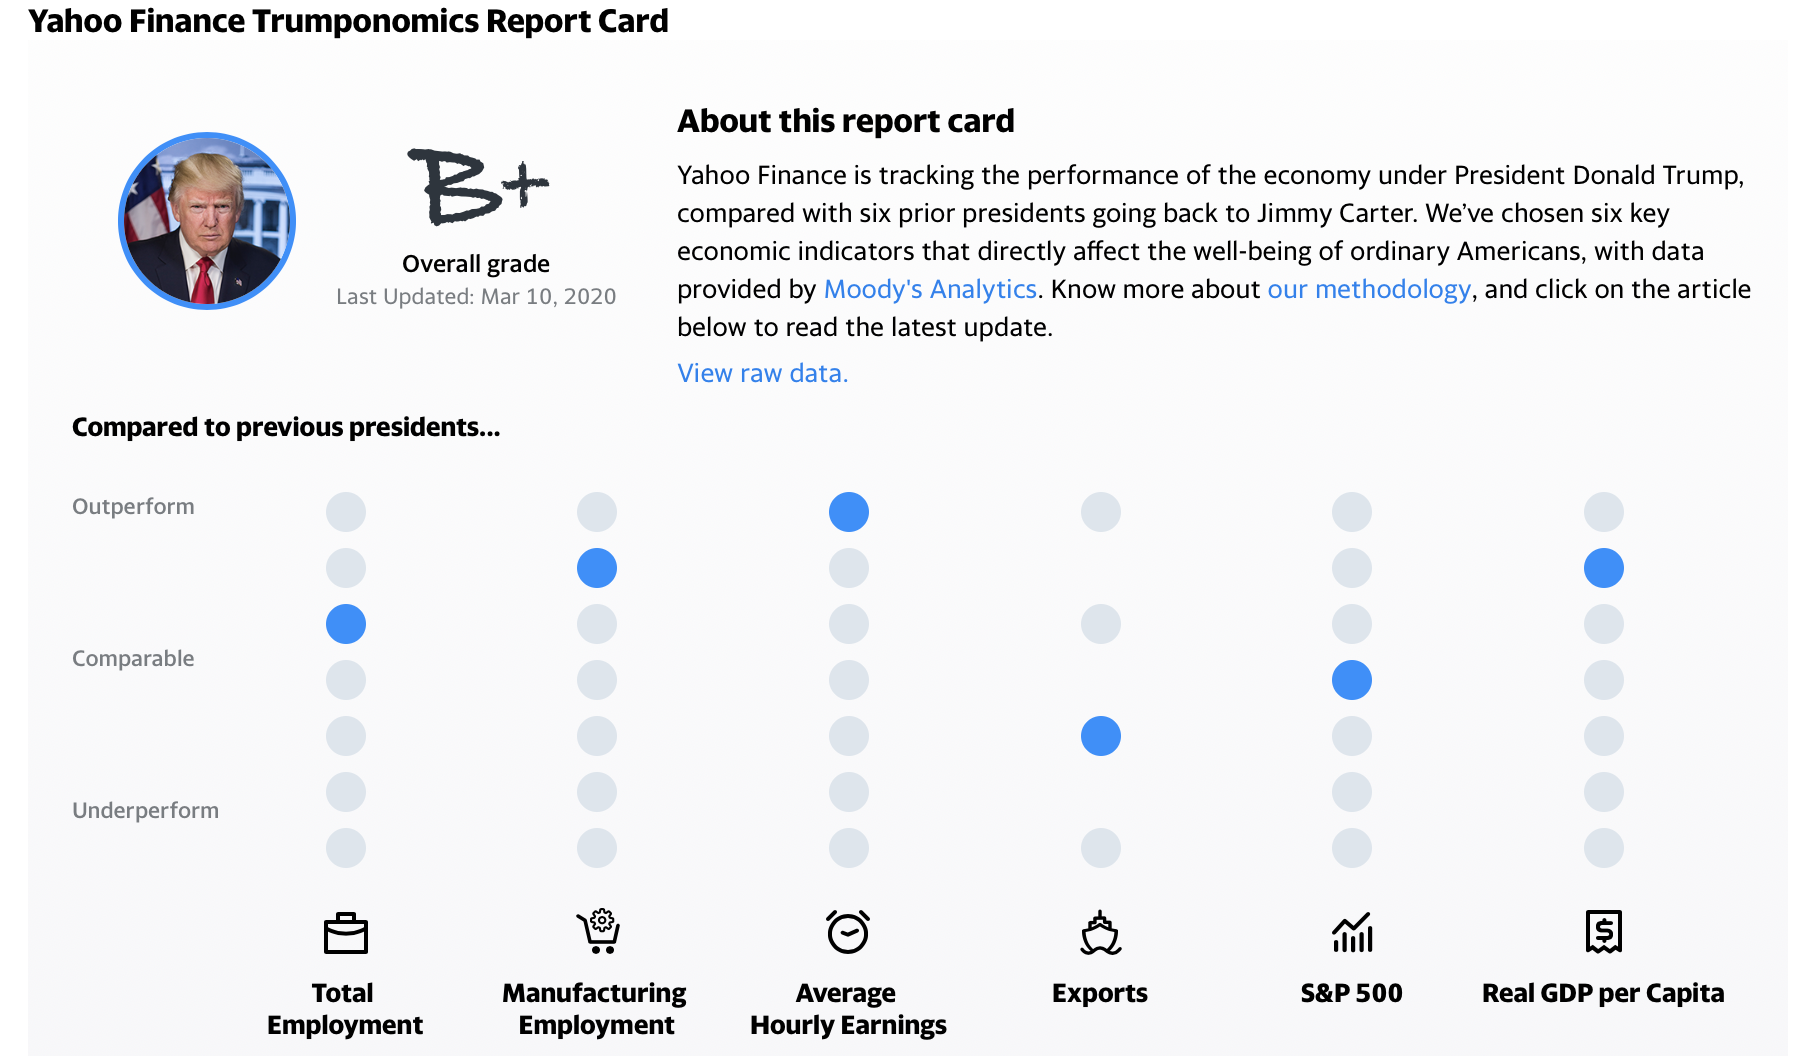 Yahoo Finance Trumponomics Report Card
B+
Overall grade
Last Updated: Mar 10, 2020
About this report card
Yahoo Finance is tracking the performance of the economy under President Donald Trump,
compared with six prior presidents going back to Jimmy Carter. We’ve chosen six key
economic indicators that directly affect the well-being of ordinary Americans, with data
provided by Moody's Analytics. Know more about our methodology, and click on the article
below to read the latest update.
View raw data.
Compared to previous presidents...
Outperform
Comparable
Underperform
Total
Employment
Manufacturing
Employment
Average
Hourly Earnings
Exports
S&P 500
Real GDP per Capita